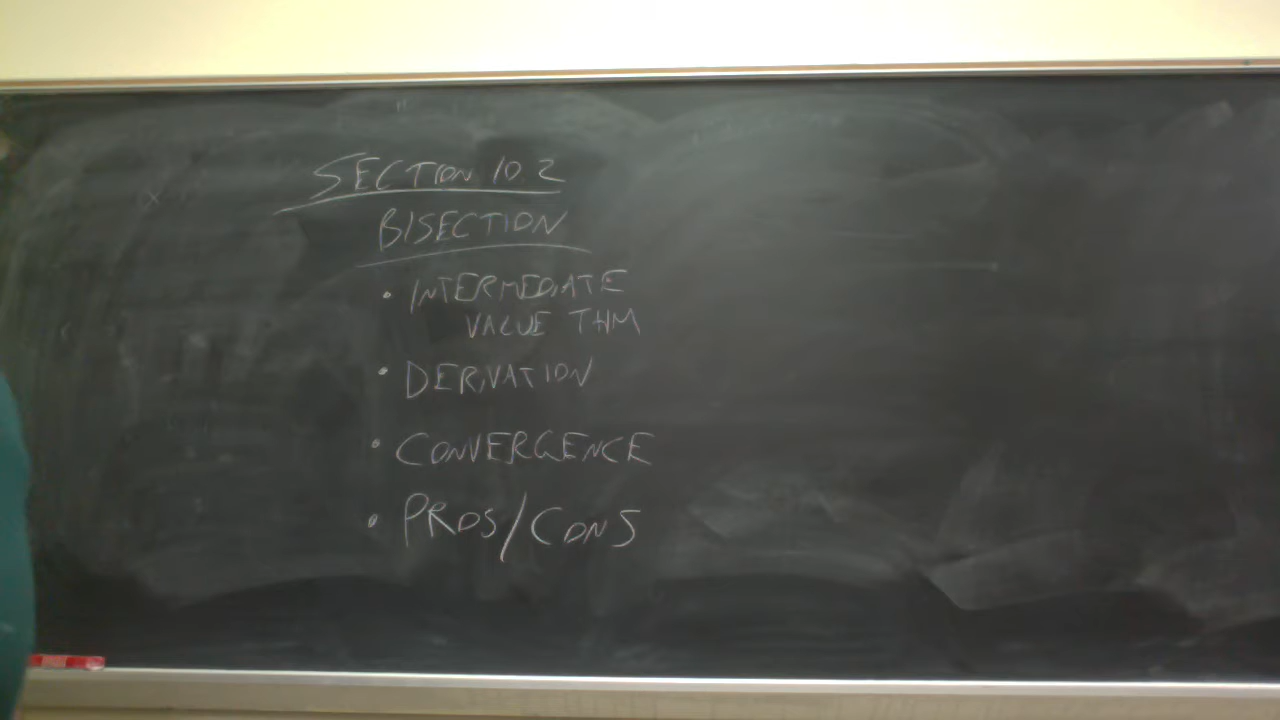 SECTION 10.2
BISECTION
• INTERMEDIATE
VALUE THM
• DERIVATION
• CONVERGENCE
• PROS/CONS